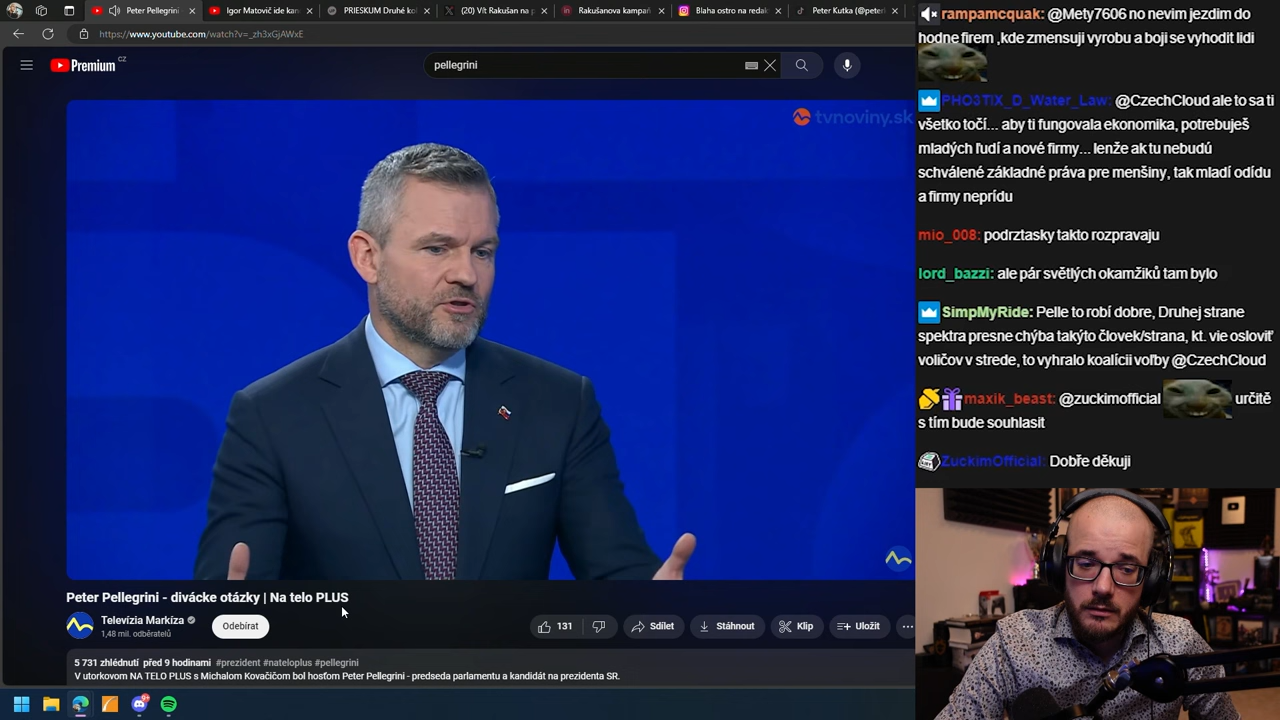 Peter Pellegrini
Igor Matovič ide kan
PRIESKUM Druhé kol
(20) Vít Rakušan na p
Rakušanova kampaň
Blaha ostro na redak
Peter Kutka (@peter
https://www.youtube.com/watch?v=_zh3xGjAWxE
Premium CZ
pellegrini
tvnoviny.sk
Peter Pellegrini - divácke otázky | Na telo PLUS
Televízia Markíza
1,48 mil. odběratelů
Odebírat
131
Sdílet
Stáhnout
Klip
Uložit
5 731 zhlédnutí před 9 hodinami #prezident #nateloplus #pellegrini
V utorkovom NA TELO PLUS s Michalom Kovačičom bol hosťom Peter Pellegrini - predseda parlamentu a kandidát na prezidenta SR.
rampamcquak: @Mety7606 no nevim jezdim do
hodne firem ,kde zmensuji vyrobu a boji se vyhodit lidi
PHO3TIX_D_Water_Law: @CzechCloud ale to sa ti
všetko točí... aby ti fungovala ekonomika, potrebuješ
mladých ľudí a nové firmy... lenže ak tu nebudú
schválené základné práva pre menšiny, tak mladí odídu
a firmy neprídu
mio_008: podrztasky takto rozpravaju
lord_bazzi: ale pár světlých okamžiků tam bylo
SimpMyRide: Pelle to robí dobre, Druhej strane
spektra presne chýba takýto človek/strana, kt. vie osloviť
voličov v strede, to vyhralo koalícii voľby @CzechCloud
maxik_beast: @zuckimofficial určitě
s tím bude souhlasit
ZuckimOfficial: Dobře děkuji